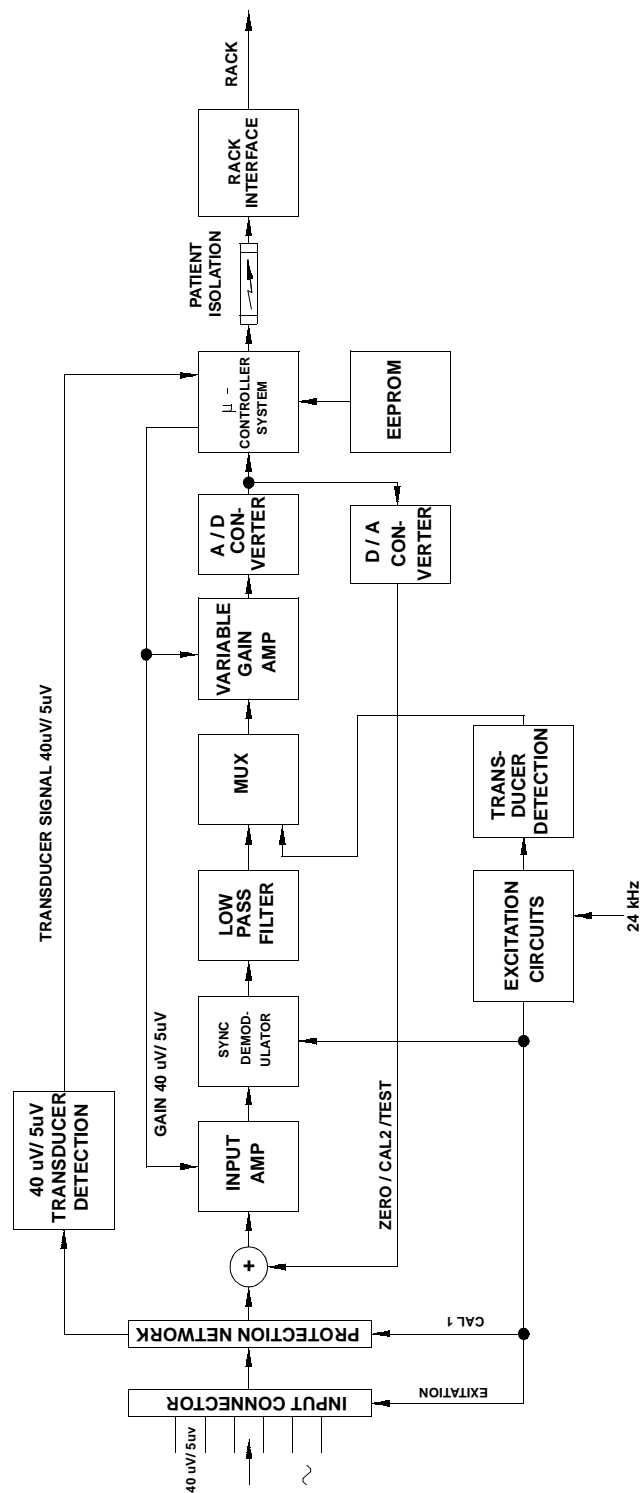 40 uV/ 5uV
TRANSDUCER
DETECTION
TRANSDUCER SIGNAL 40uV/ 5uV
GAIN 40 uV/ 5uV
40 uV/ 5uv
~
INPUT CONNECTOR
PROTECTION NETWORK
+
INPUT
AMP
SYNC
DEMOD-
ULATOR
LOW
PASS
FILTER
MUX
VARIABLE
GAIN
AMP
A / D
CON-
VERTER
μ -
CONTROLLER
SYSTEM
PATIENT
ISOLATION
RACK
INTERFACE
RACK
ZERO / CAL2 /TEST
D / A
CON-
VERTER
EEPROM
EXITATION
CAL 1
EXCITATION
CIRCUITS
TRANS-
DUCER
DETECTION
24 kHz